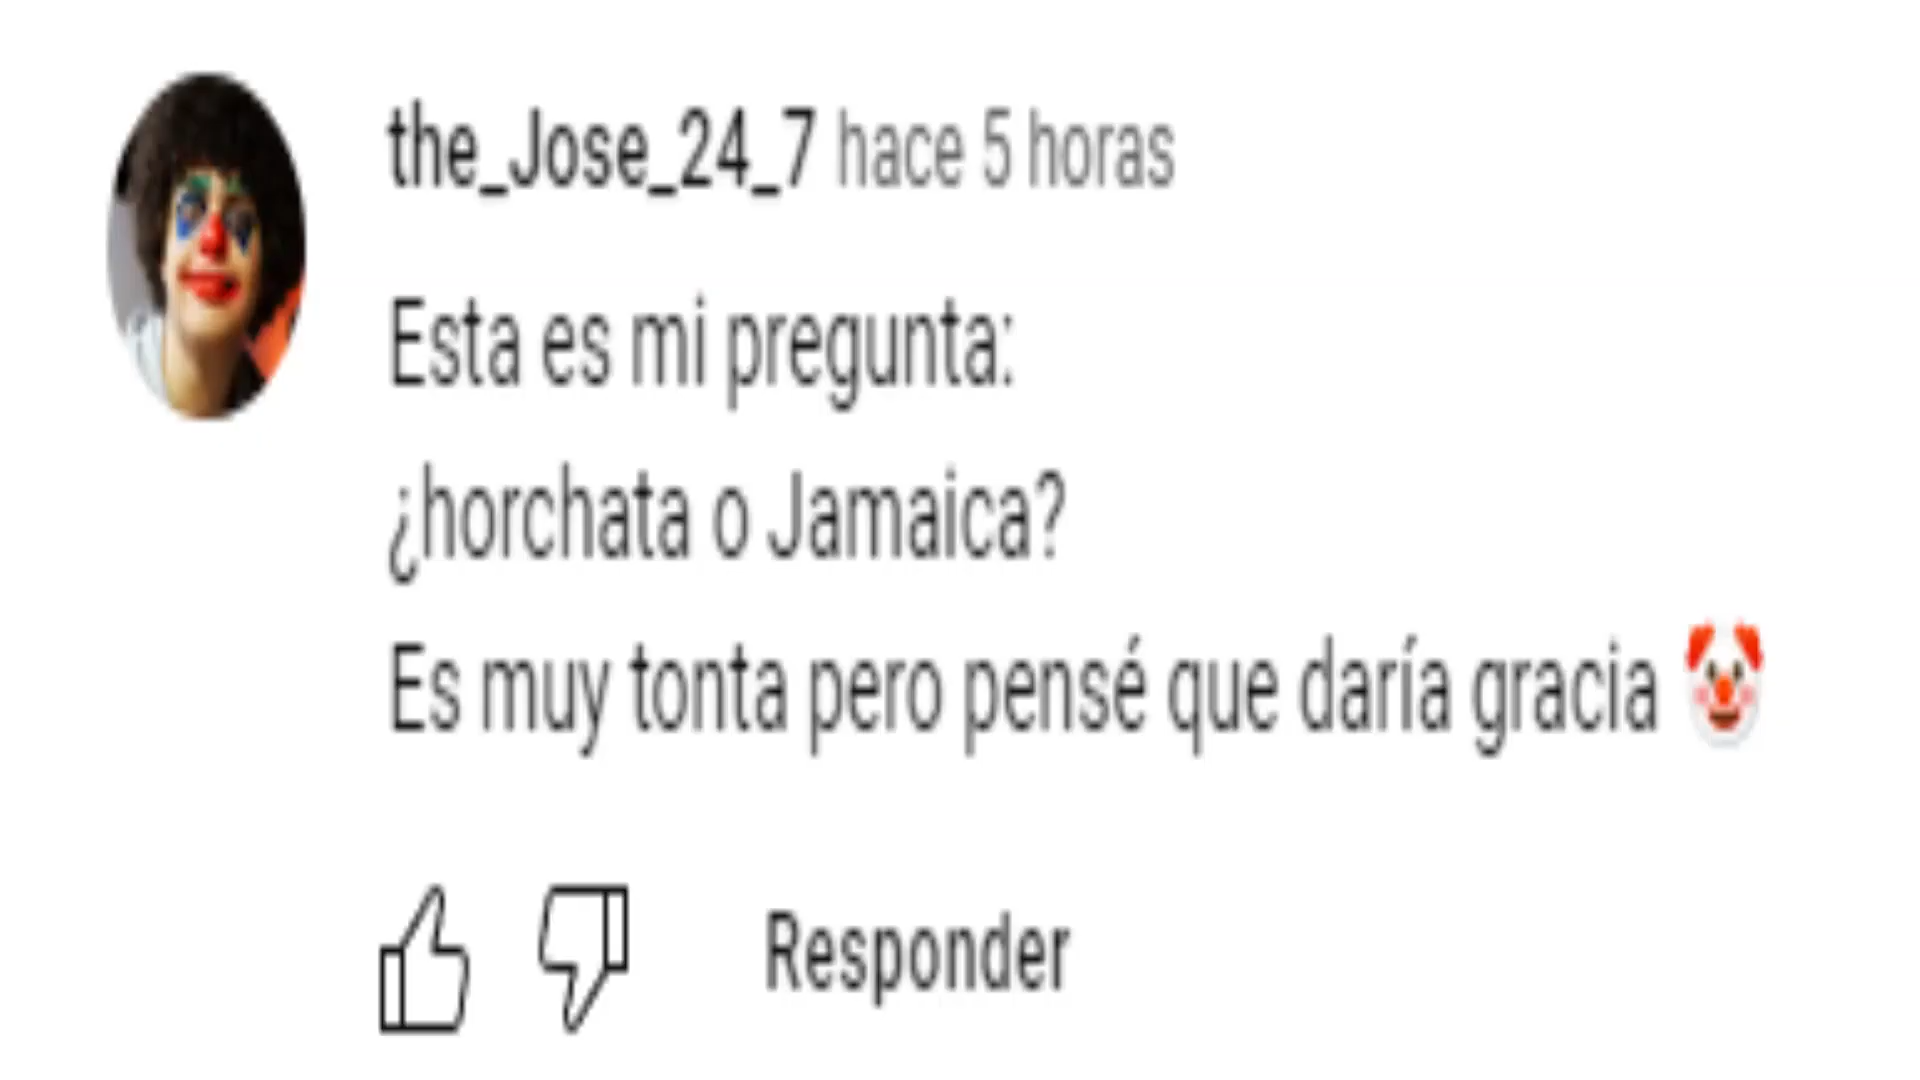 the_Jose_24_7 hace 5 horas
Esta es mi pregunta:
¿horchata o Jamaica?
Es muy tonta pero pensé que daría gracia 🤡
Responder